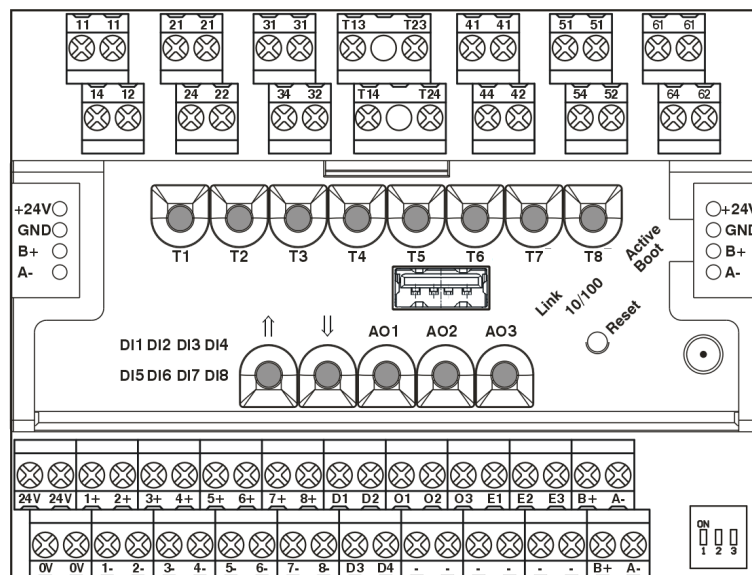 11 11 21 21 31 31 T13 T23 41 41 51 51 61 61
14 12 24 22 34 32 T14 T24 44 42 54 52 64 62
+24V
GND
B+
A-
T1 T2 T3 T4 T5 T6 T7 T8
Active
Boot
Link
10/100
Reset
+24V
GND
B+
A-
⇑ ⇓ AO1 AO2 AO3
DI1 DI2 DI3 DI4
DI5 DI6 DI7 DI8
24V 24V 1+ 2+ 3+ 4+ 5+ 6+ 7+ 8+ D1 D2 O1 O2 O3 E1 E2 E3 B+ A-
0V 0V 1- 2- 3- 4- 5- 6- 7- 8- D3 D4 - - - - - - B+ A-
ON
1 2 3